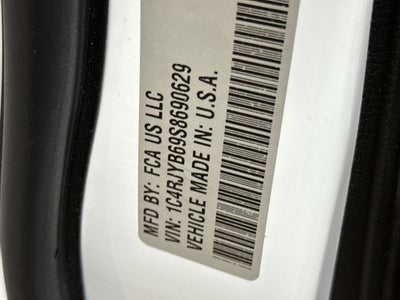 MFD BY: FCA US LLC
VIN: 1C4RJYB69S8690629
VEHICLE MADE IN: U.S.A.